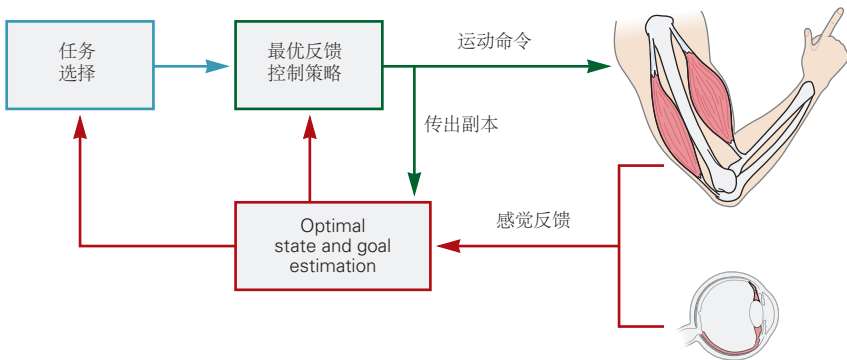 任务
选择
最优反馈
控制策略
运动命令
传出副本
Optimal
state and goal
estimation
感觉反馈